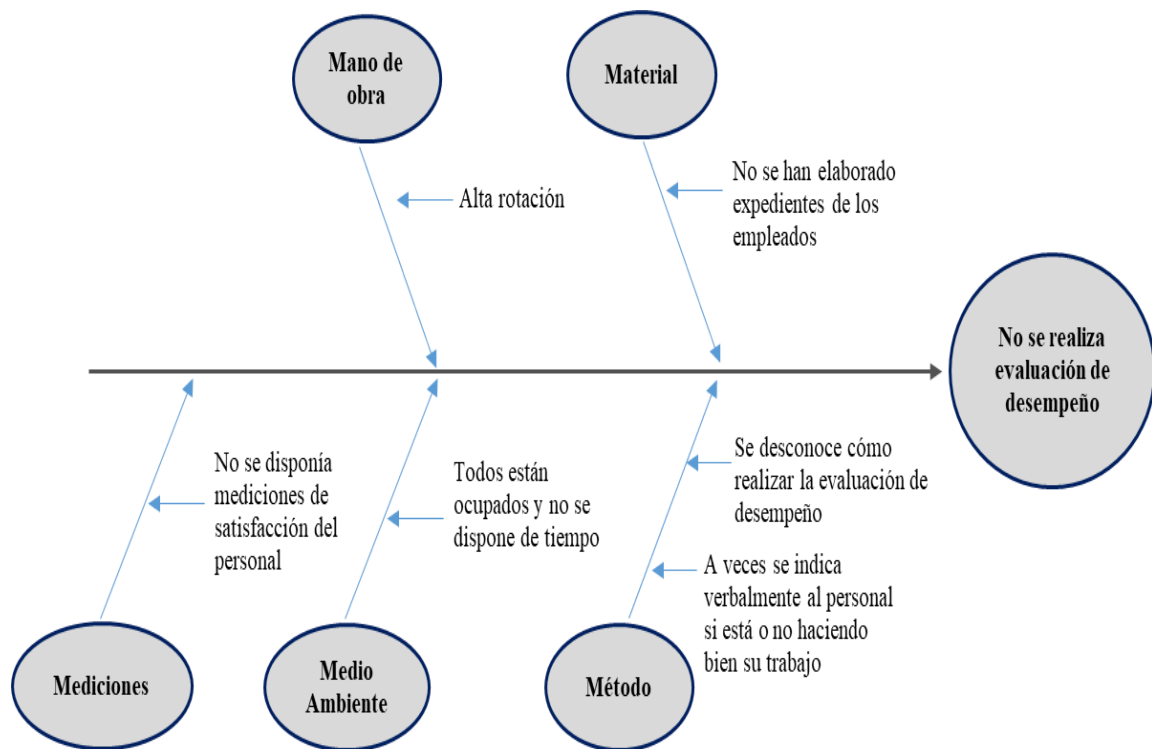 Mano de
obra
Material
Alta rotación
No se han elaborado
expedientes de los
empleados
No se realiza
evaluación de
desempeño
No se disponía
mediciones de
satisfacción del
personal
Todos están
ocupados y no se
dispone de tiempo
Se desconoce cómo
realizar la evaluación de
desempeño
A veces se indica
verbalmente al personal
si está o no haciendo
bien su trabajo
Mediciones
Medio
Ambiente
Método